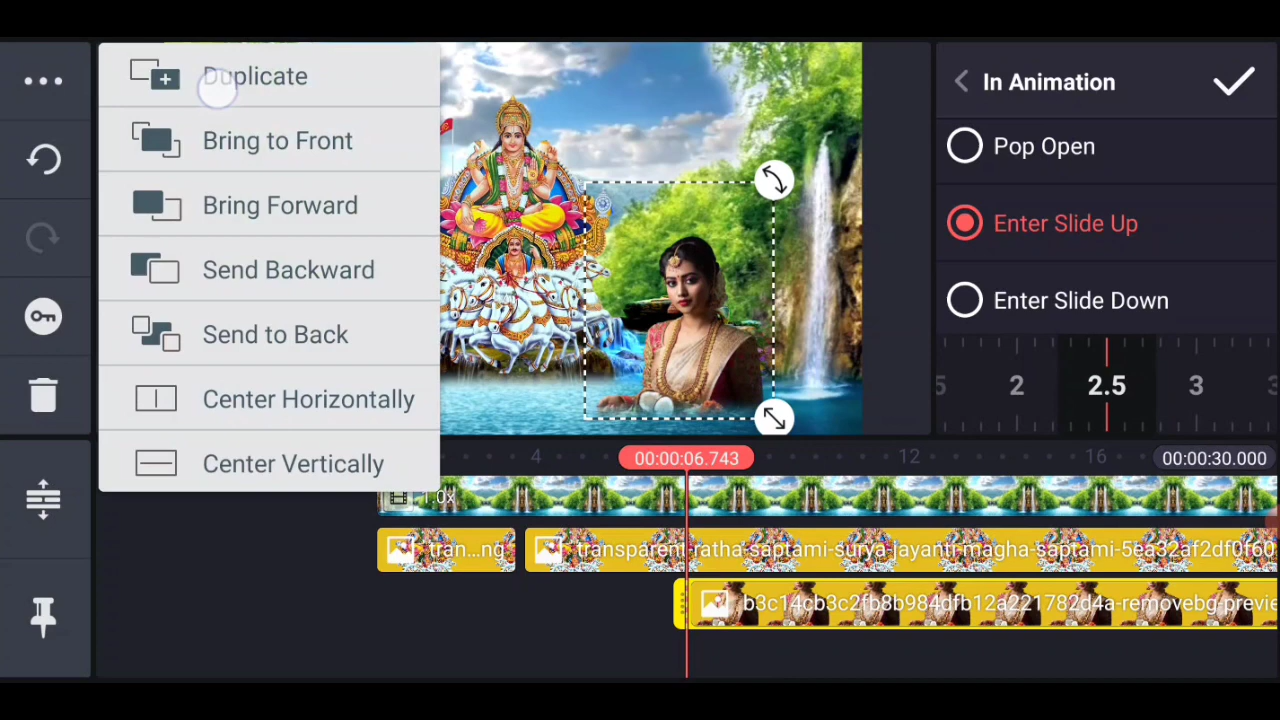 Duplicate
Bring to Front
Bring Forward
Send Backward
Send to Back
Center Horizontally
Center Vertically
In Animation
Pop Open
Enter Slide Up
Enter Slide Down
2
2.5
3
4
00:00:06.743
12
16
00:00:30.000
1.0x
tran...ng
transparent-ratha-saptami-surya-jayanti-magha-saptami-5ea32af2df0f60
b3c14cb3c2fb8b984dfb12a221782d4a-removebg-previe